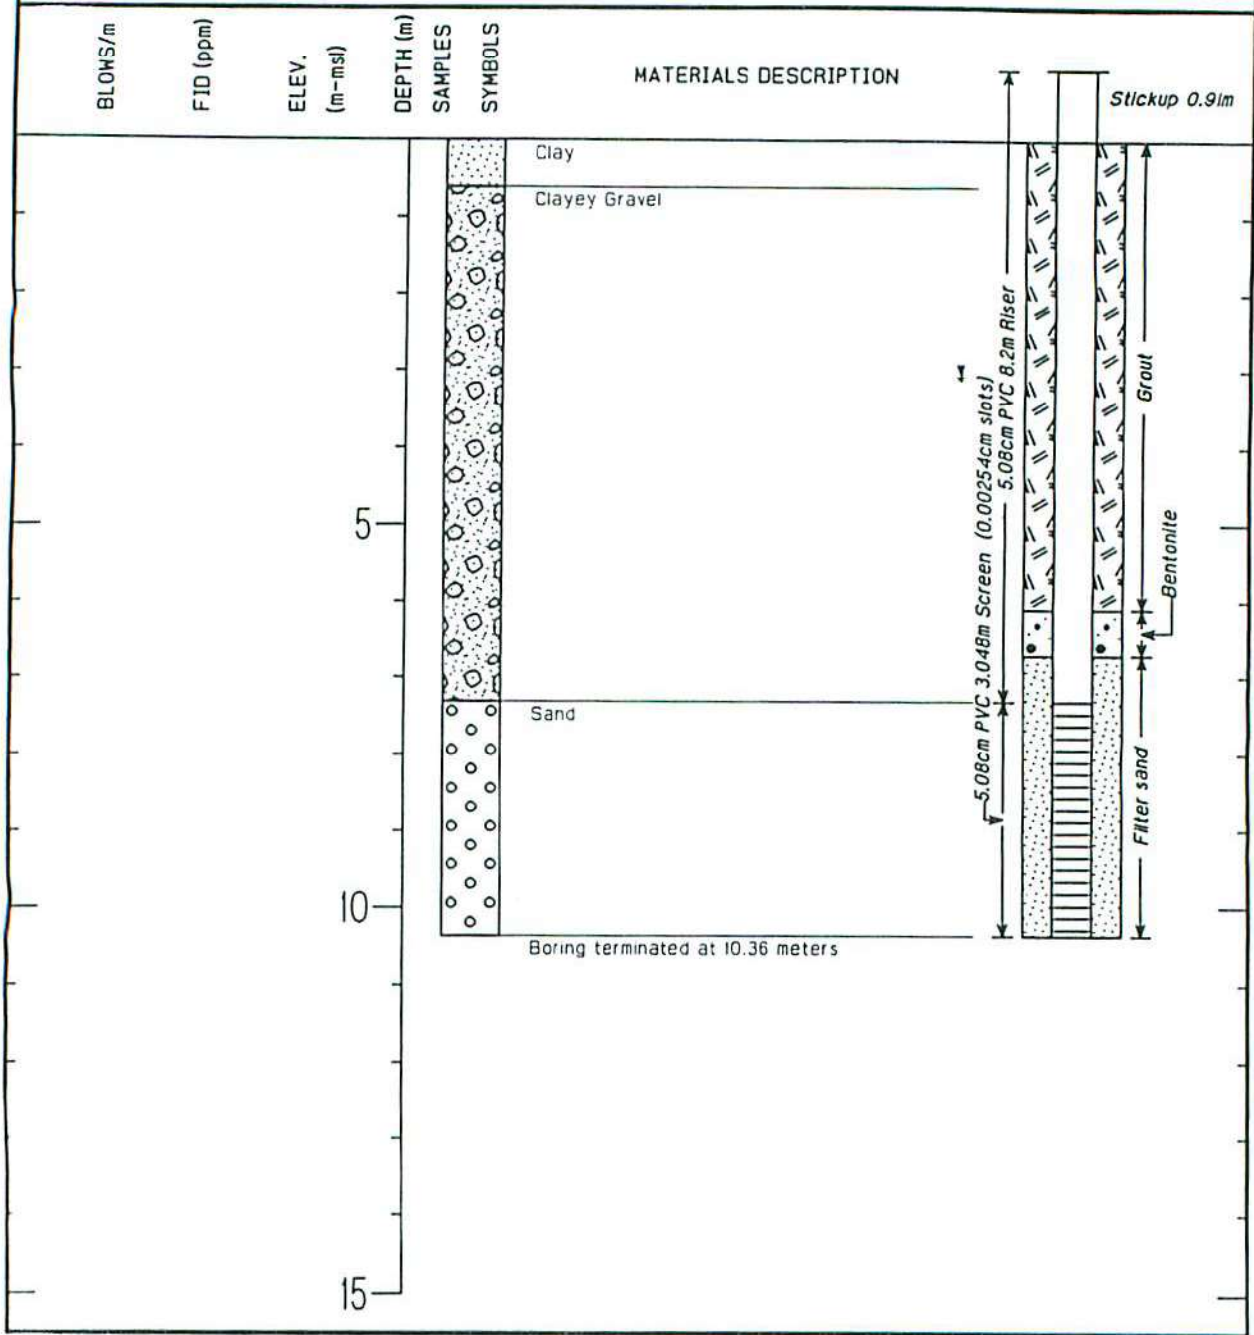 BLOWS/m
FID (ppm)
ELEV.
(m-msl)
DEPTH (m)
SAMPLES
SYMBOLS
MATERIALS DESCRIPTION
Stickup 0.91m
Clay
Clayey Gravel
5.08cm PVC 8.2m Riser
5.08cm PVC 3.048m Screen (0.00254cm slots)
Grout
5
Bentonite
Sand
Filter sand
10
Boring terminated at 10.36 meters
15